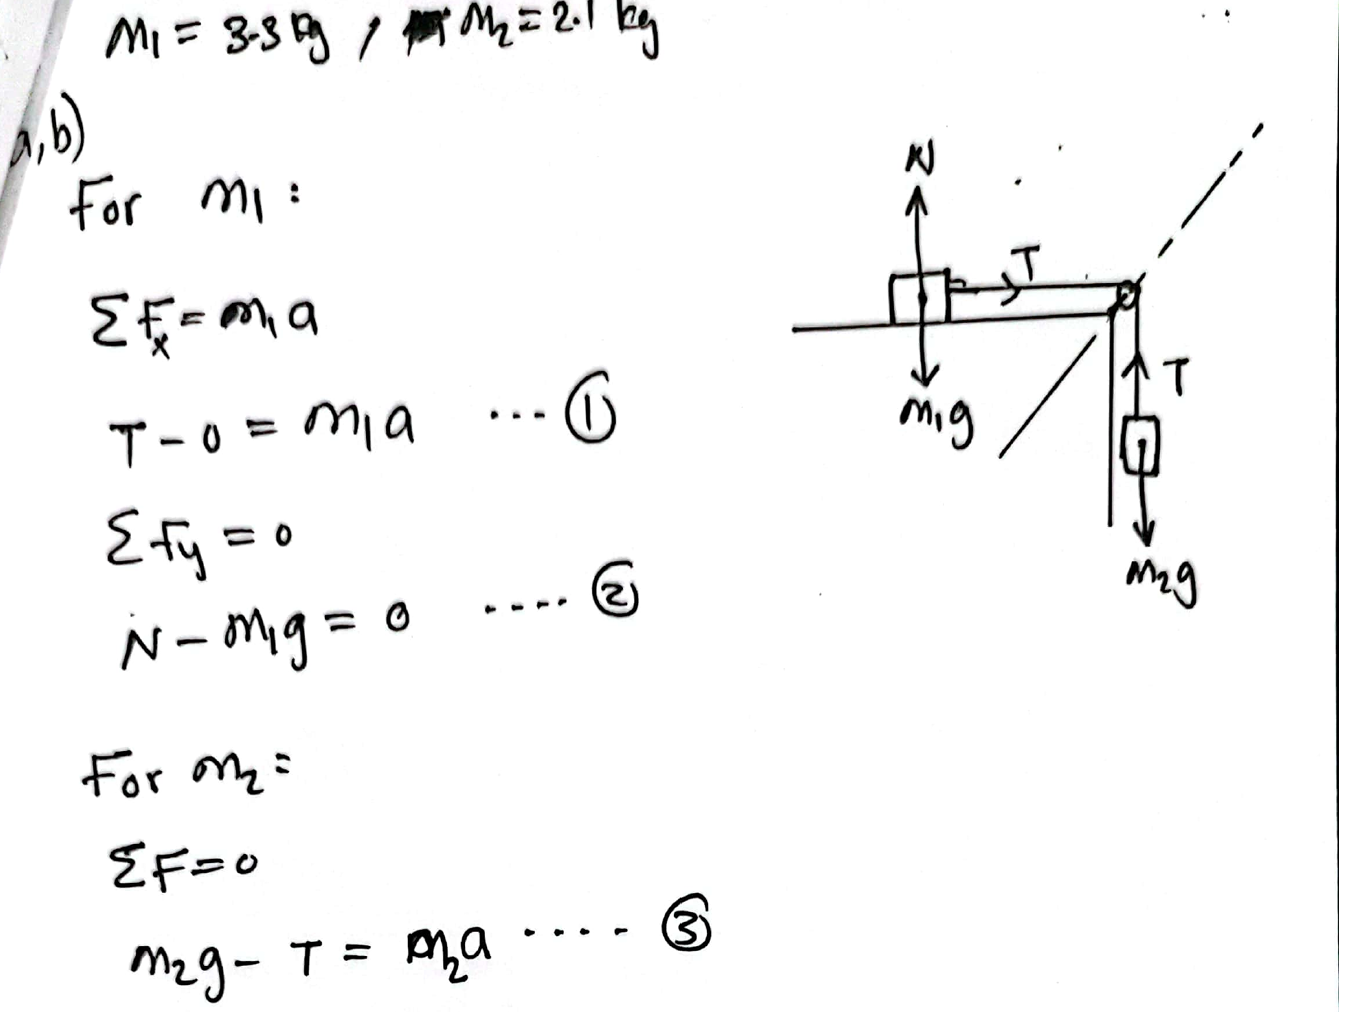 M₁ = 3.3 kg , M₂ = 2.1 kg
a,b)
For m₁ :
ΣFₓ = m₁a
T - 0 = m₁a ... ①
ΣFy = 0
N - m₁g = 0 .... ②
For m₂ =
ΣF = 0
m₂g - T = m₂a .... ③
N
T
m₁g
T
m₂g